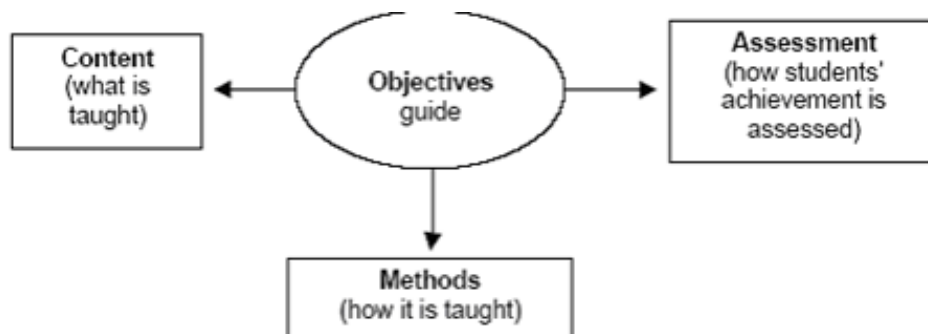 Content
(what is
taught)
Objectives
guide
Assessment
(how students'
achievement is
assessed)
Methods
(how it is taught)